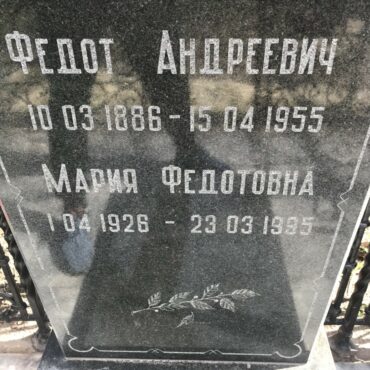 Федот Андреевич
10 03 1886 - 15 04 1955
Мария Федотовна
1 04 1926 - 23 03 1995